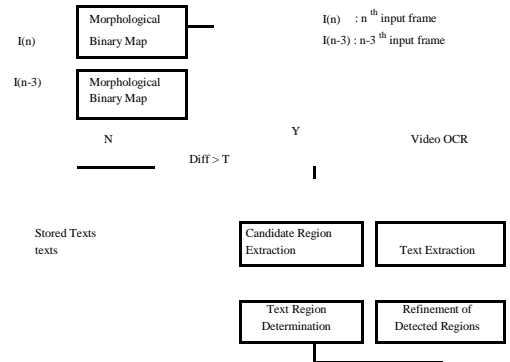 Morphological
Binary Map
I(n)
I(n) : n th input frame
I(n-3) : n-3 th input frame
I(n-3)
Morphological
Binary Map
N
Y
Video OCR
Diff > T
Stored Texts
texts
Candidate Region
Extraction
Text Extraction
Text Region
Determination
Refinement of
Detected Regions